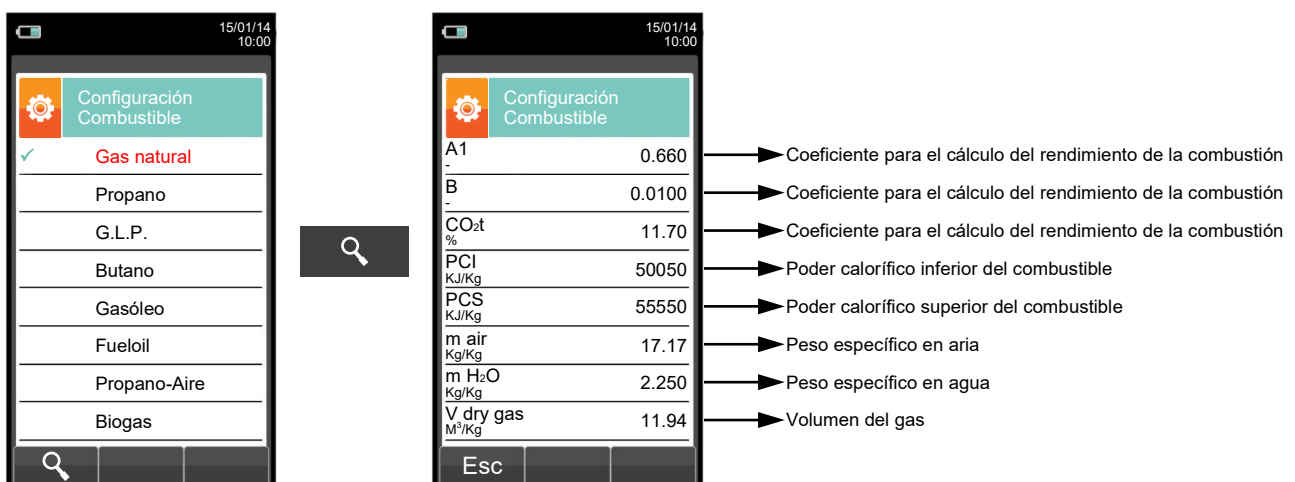 15/01/14
10:00
Configuración
Combustible
Gas natural
Propano
G.L.P.
Butano
Gasóleo
Fueloil
Propano-Aire
Biogas
15/01/14
10:00
Configuración
Combustible
A1
-
0.660
Coeficiente para el cálculo del rendimiento de la combustión
B
-
0.0100
Coeficiente para el cálculo del rendimiento de la combustión
CO₂t
%
11.70
Coeficiente para el cálculo del rendimiento de la combustión
PCI
KJ/Kg
50050
Poder calorífico inferior del combustible
PCS
KJ/Kg
55550
Poder calorífico superior del combustible
m air
Kg/Kg
17.17
Peso específico en aria
m H₂O
Kg/Kg
2.250
Peso específico en agua
V dry gas
M³/Kg
11.94
Volumen del gas
Esc